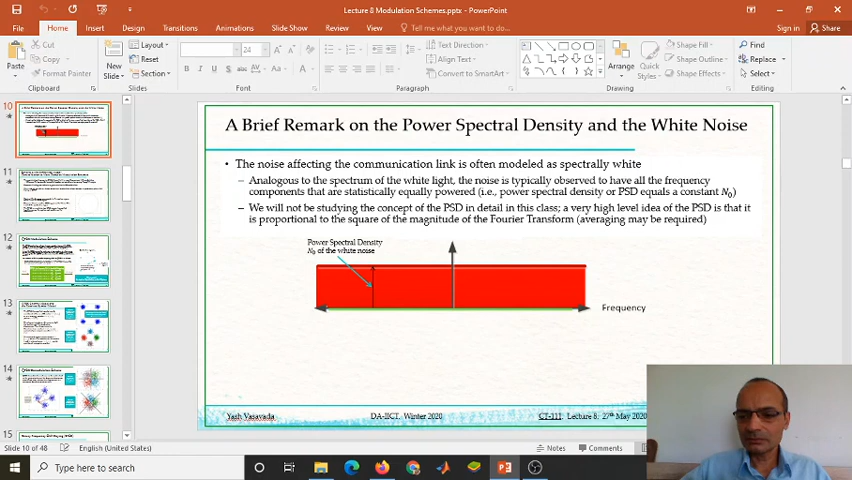 Lecture 8 Modulation Schemes.pptx - PowerPoint
Sign in
Share
File
Home
Insert
Design
Transitions
Animations
Slide Show
Review
View
Tell me what you want to do...
Paste
Cut
Copy
Format Painter
Clipboard
New Slide
Layout
Reset
Section
Slides
24
Font
Paragraph
Text Direction
Align Text
Convert to SmartArt
Arrange
Quick Styles
Shape Fill
Shape Outline
Shape Effects
Drawing
Find
Replace
Select
Editing
10
11
12
13
14
15
A Brief Remark on the Power Spectral Density and the White Noise
• The noise affecting the communication link is often modeled as spectrally white
– Analogous to the spectrum of the white light, the noise is typically observed to have all the frequency
components that are statistically equally powered (i.e., power spectral density or PSD equals a constant N₀)
– We will not be studying the concept of the PSD in detail in this class; a very high level idea of the PSD is that it
is proportional to the square of the magnitude of the Fourier Transform (averaging may be required)
Power Spectral Density
N₀ of the white noise
Frequency
Yash Vasavada
DA-IICT, Winter 2020
CT-111, Lecture 8: 27th May 2020
Slide 10 of 48
English (United States)
Notes
Comments
Type here to search